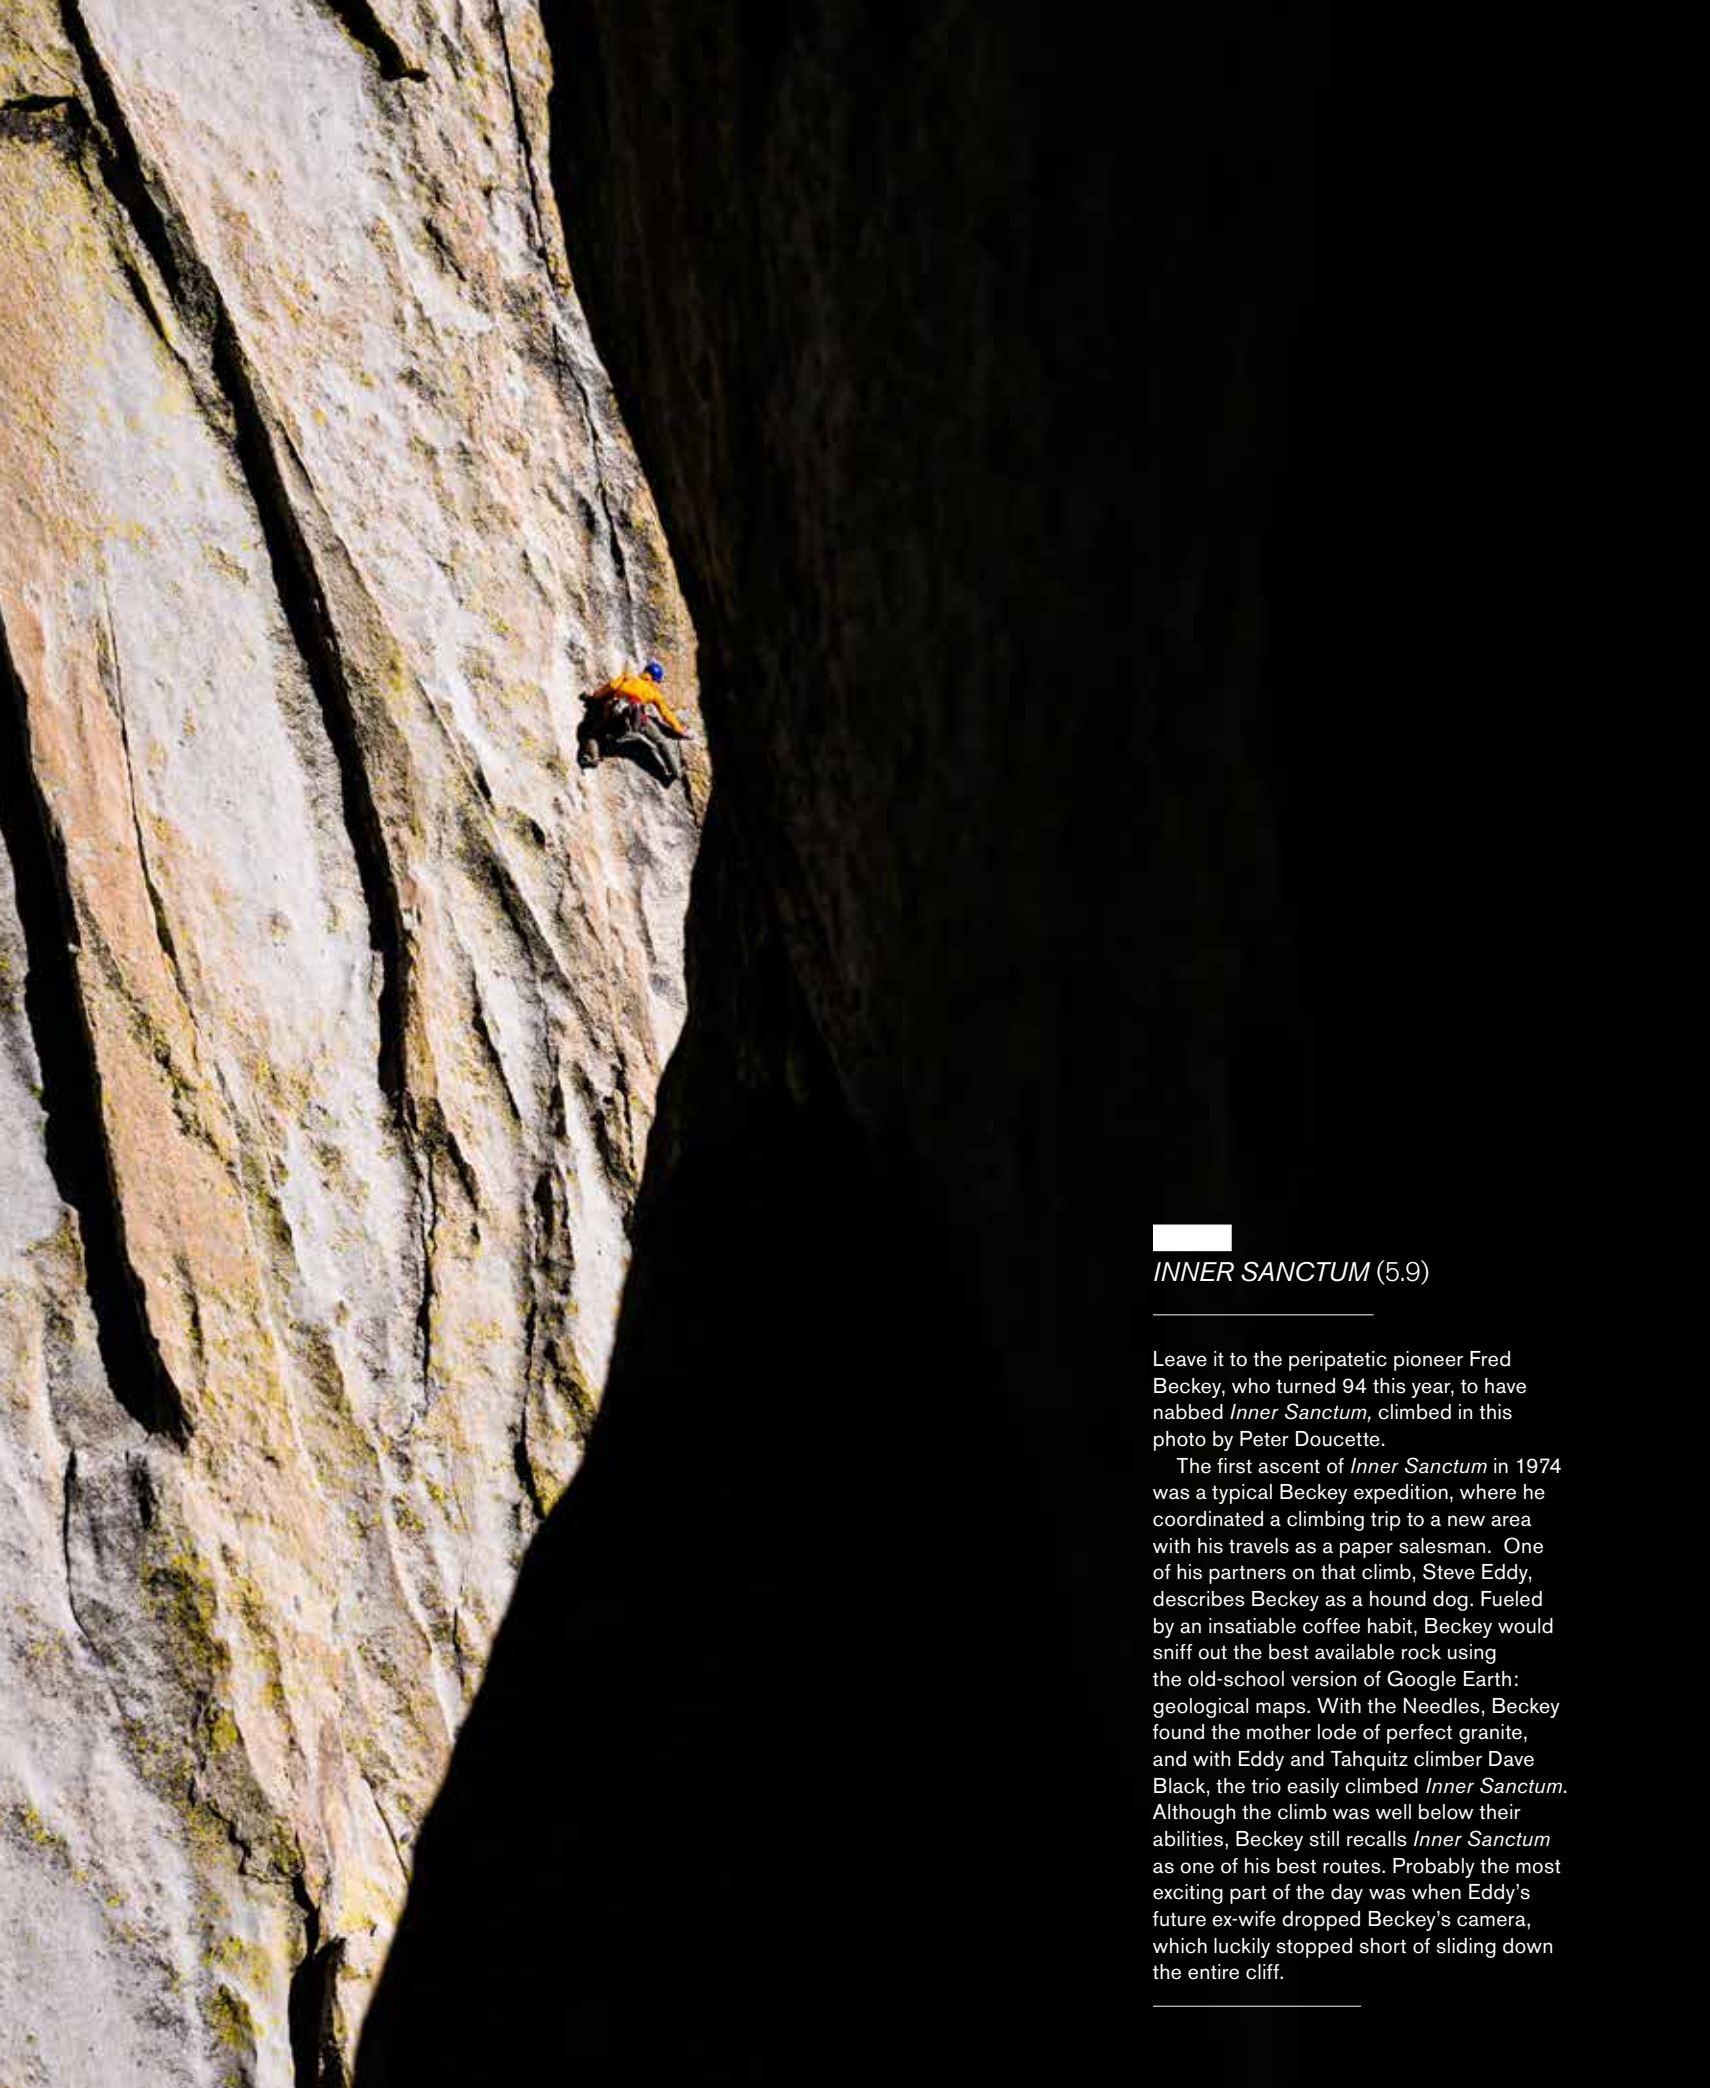 INNER SANCTUM (5.9)
Leave it to the peripatetic pioneer Fred
Beckey, who turned 94 this year, to have
nabbed Inner Sanctum, climbed in this
photo by Peter Doucette.
The first ascent of Inner Sanctum in 1974
was a typical Beckey expedition, where he
coordinated a climbing trip to a new area
with his travels as a paper salesman.  One
of his partners on that climb, Steve Eddy,
describes Beckey as a hound dog. Fueled
by an insatiable coffee habit, Beckey would
sniff out the best available rock using
the old-school version of Google Earth:
geological maps. With the Needles, Beckey
found the mother lode of perfect granite,
and with Eddy and Tahquitz climber Dave
Black, the trio easily climbed Inner Sanctum.
Although the climb was well below their
abilities, Beckey still recalls Inner Sanctum
as one of his best routes. Probably the most
exciting part of the day was when Eddy’s
future ex-wife dropped Beckey’s camera,
which luckily stopped short of sliding down
the entire cliff.